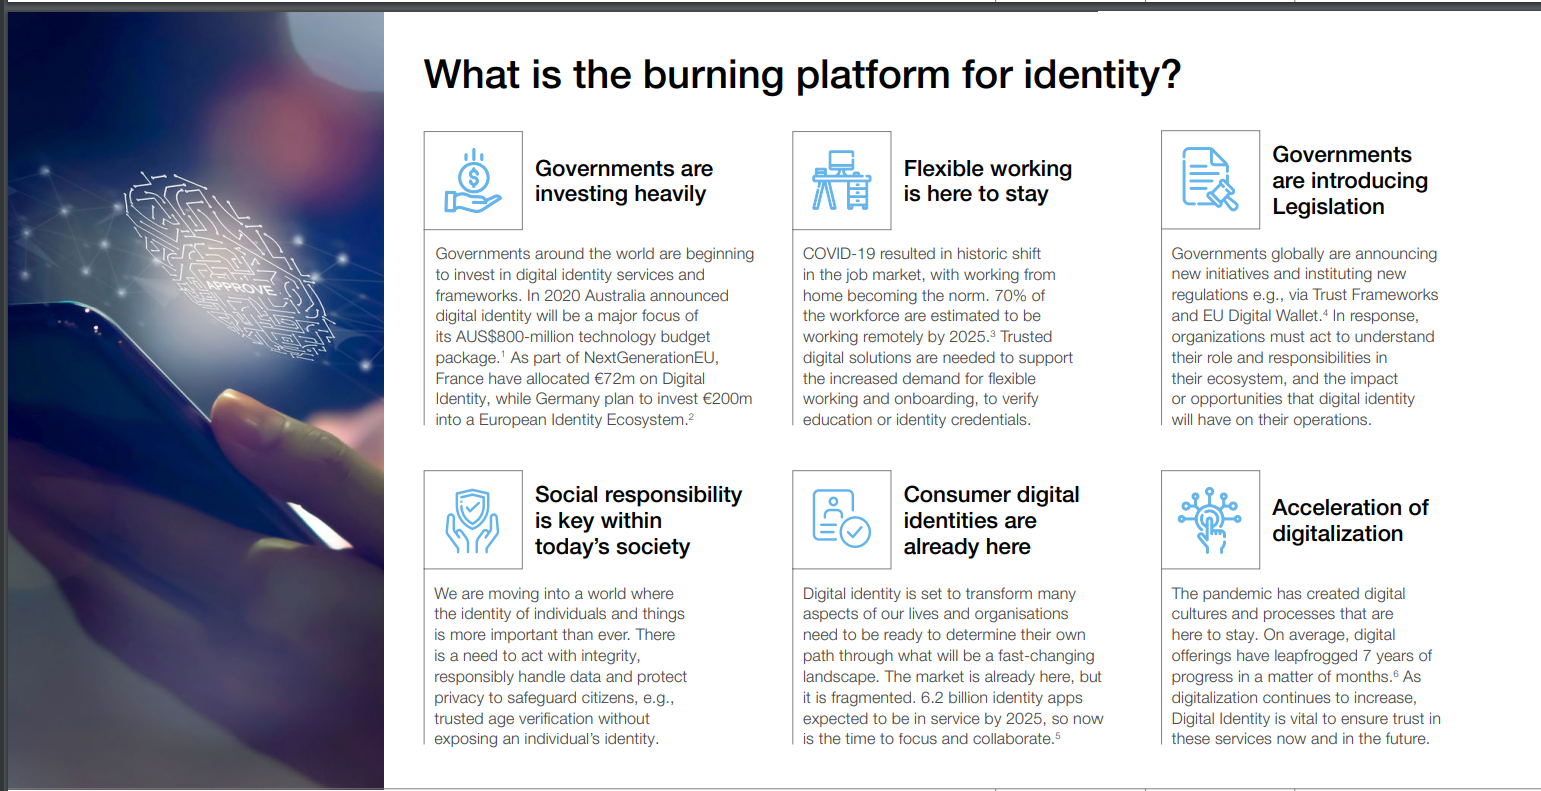 What is the burning platform for identity?
Governments are
investing heavily
Governments around the world are beginning
to invest in digital identity services and
frameworks. In 2020 Australia announced
digital identity will be a major focus of
its AUS$800-million technology budget
package.¹ As part of NextGenerationEU,
France have allocated €72m on Digital
Identity, while Germany plan to invest €200m
into a European Identity Ecosystem.²
Flexible working
is here to stay
COVID-19 resulted in historic shift
in the job market, with working from
home becoming the norm. 70% of
the workforce are estimated to be
working remotely by 2025.³ Trusted
digital solutions are needed to support
the increased demand for flexible
working and onboarding, to verify
education or identity credentials.
Governments
are introducing
Legislation
Governments globally are announcing
new initiatives and instituting new
regulations e.g., via Trust Frameworks
and EU Digital Wallet.⁴ In response,
organizations must act to understand
their role and responsibilities in
their ecosystem, and the impact
or opportunities that digital identity
will have on their operations.
Social responsibility
is key within
today's society
We are moving into a world where
the identity of individuals and things
is more important than ever. There
is a need to act with integrity,
responsibly handle data and protect
privacy to safeguard citizens, e.g.,
trusted age verification without
exposing an individual's identity.
Consumer digital
identities are
already here
Digital identity is set to transform many
aspects of our lives and organisations
need to be ready to determine their own
path through what will be a fast-changing
landscape. The market is already here, but
it is fragmented. 6.2 billion identity apps
expected to be in service by 2025, so now
is the time to focus and collaborate.⁵
Acceleration of
digitalization
The pandemic has created digital
cultures and processes that are
here to stay. On average, digital
offerings have leapfrogged 7 years of
progress in a matter of months.⁶ As
digitalization continues to increase,
Digital Identity is vital to ensure trust in
these services now and in the future.
APPROVE